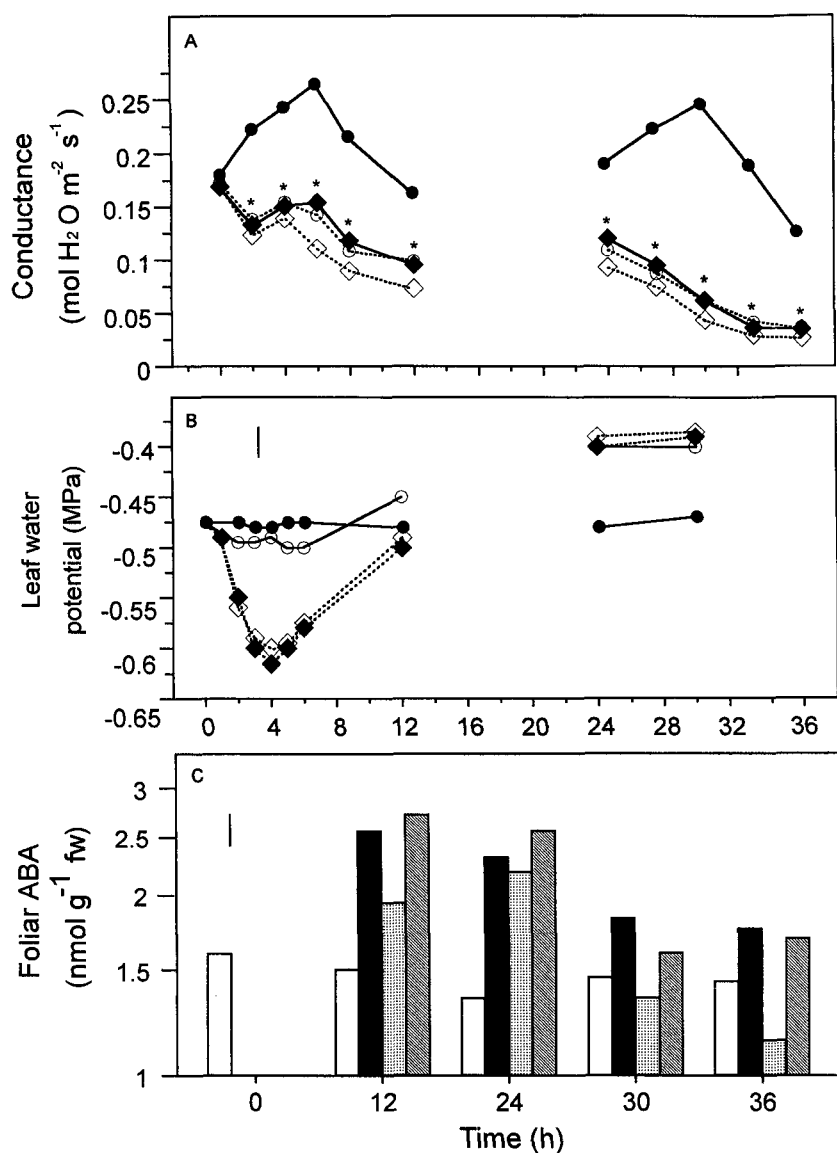 A
0.25
0.2
0.15
0.1
0.05
0
Conductance
(mol H₂ O m⁻² s⁻¹)
* * * * *
* * * * *
B
-0.4
-0.45
-0.5
-0.55
-0.6
-0.65
Leaf water
potential (MPa)
0 4 8 12 16 20 24 28 32 36
C
3
2.5
2
1.5
1
Foliar ABA
(nmol g⁻¹ fw)
0 12 24 30 36
Time (h)